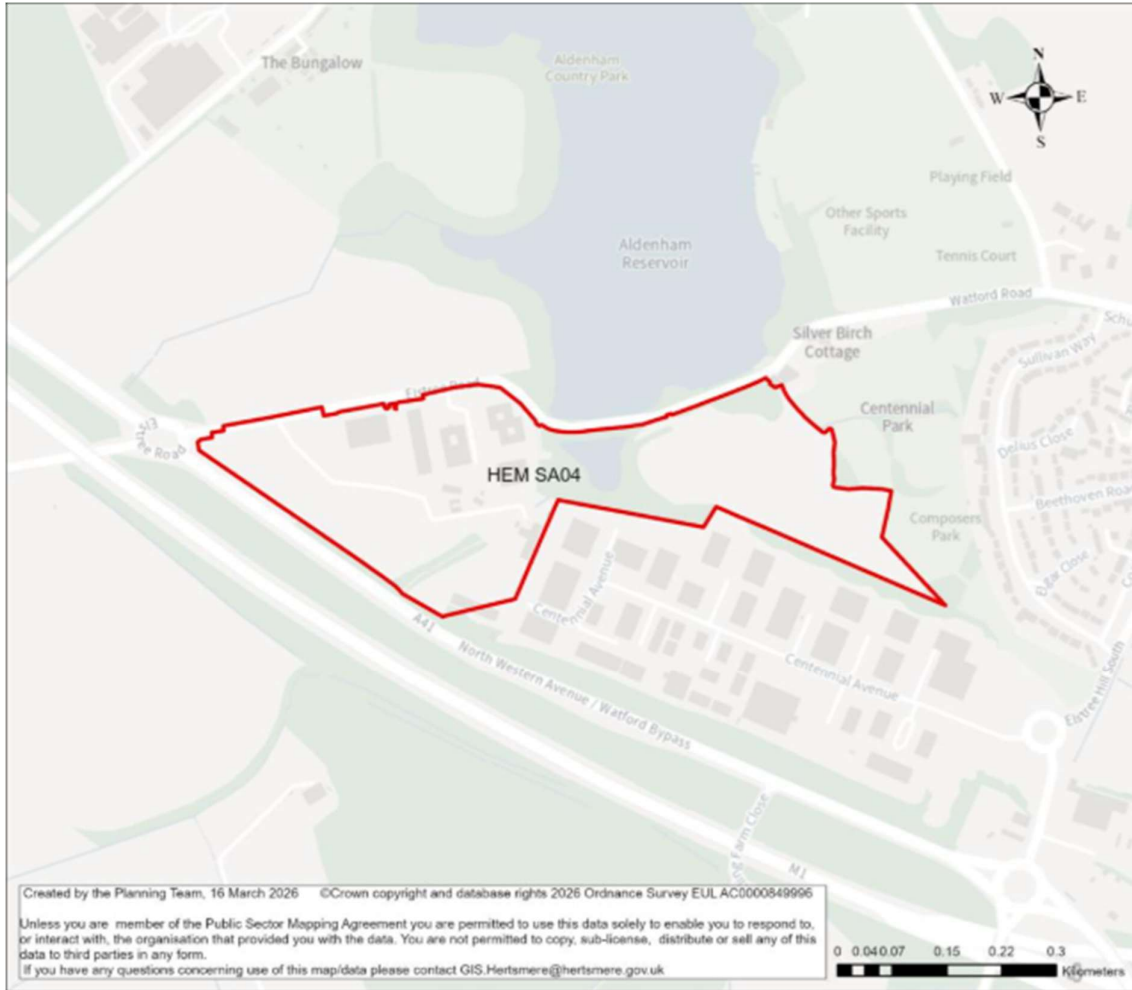 The Bungalow
Aldenham
Country Park
N
W
E
S
Playing Field
Other Sports
Facility
Aldenham
Reservoir
Tennis Court
Watford Road
Silver Birch
Cottage
Sullivan Way
Elstree Road
Centennial
Park
Delius Close
HEM SA04
Beethoven Road
Composers
Park
Elgar Close
Centennial Avenue
A41
North Western Avenue / Watford Bypass
Centennial Avenue
Elstree Hill South
M1
Created by the Planning Team, 16 March 2026 ©Crown copyright and database rights 2026 Ordnance Survey EUL AC0000849996
Unless you are member of the Public Sector Mapping Agreement you are permitted to use this data solely to enable you to respond to,
or interact with, the organisation that provided you with the data. You are not permitted to copy, sub-license, distribute or sell any of this
data to third parties in any form.
If you have any questions concerning use of this map/data please contact GIS.Hertsmere@hertsmere.gov.uk
0 0.04 0.07 0.15 0.22 0.3
Kilometers